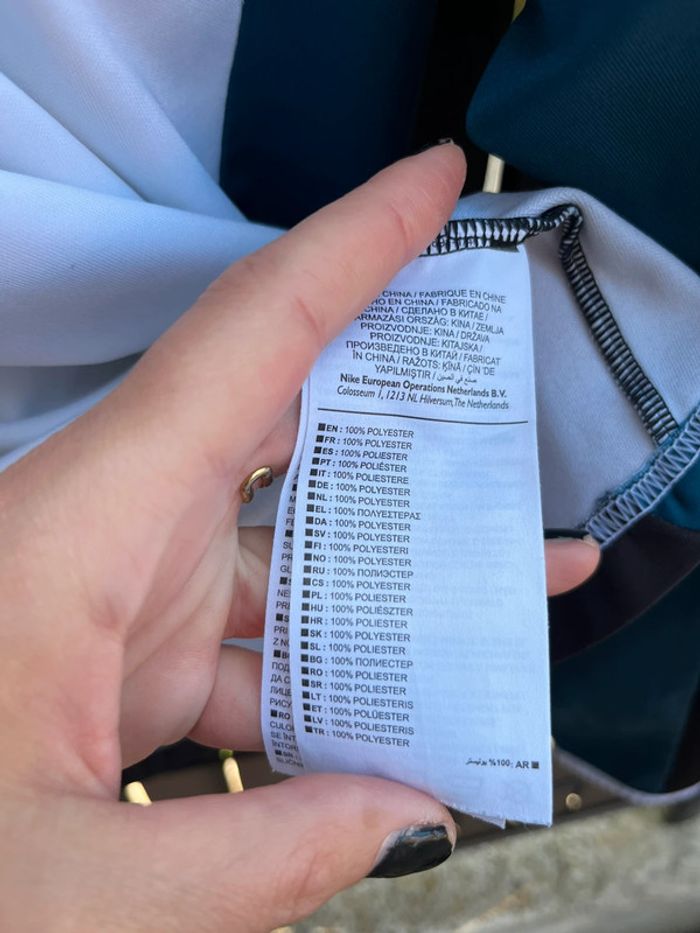 CHINA / FABRIQUE EN CHINE
EN CHINA / FABRICADO NA
CHINA / СДЕЛАНО В КИТАЕ /
ÁRMAZÁSI ORSZÁG: KINA / ZEMLJA
PROIZVODNJE: KINA / DRŽAVA
PROIZVODNJE: KITAJSKA /
ПРОИЗВЕДЕНО В КИТАЙ / FABRICAT
ÎN CHINA / RAŽOTS: ĶĪNĀ / ÇİN 'DE
YAPILMIŞTIR / صنع في الصين
Nike European Operations Netherlands B.V.
Colosseum 1, 1213 NL Hilversum, The Netherlands
EN : 100% POLYESTER
FR : 100% POLYESTER
ES : 100% POLIESTER
PT : 100% POLIÉSTER
IT : 100% POLIESTERE
DE : 100% POLYESTER
NL : 100% POLYESTER
EL : 100% ΠΟΛΥΕΣΤΕΡΑΣ
DA : 100% POLYESTER
SV : 100% POLYESTER
FI : 100% POLYESTERI
NO : 100% POLYESTER
RU : 100% ПОЛИЭСТЕР
CS : 100% POLYESTER
PL : 100% POLIESTER
HU : 100% POLIÉSZTER
HR : 100% POLIESTER
SK : 100% POLYESTER
SL : 100% POLIESTER
BG : 100% ПОЛИЕСТЕР
RO : 100% POLIESTER
SR : 100% POLIESTER
LT : 100% POLIESTERIS
ET : 100% POLÜESTER
LV : 100% POLIESTERIS
TR : 100% POLYESTER
AR :100% بوليستر